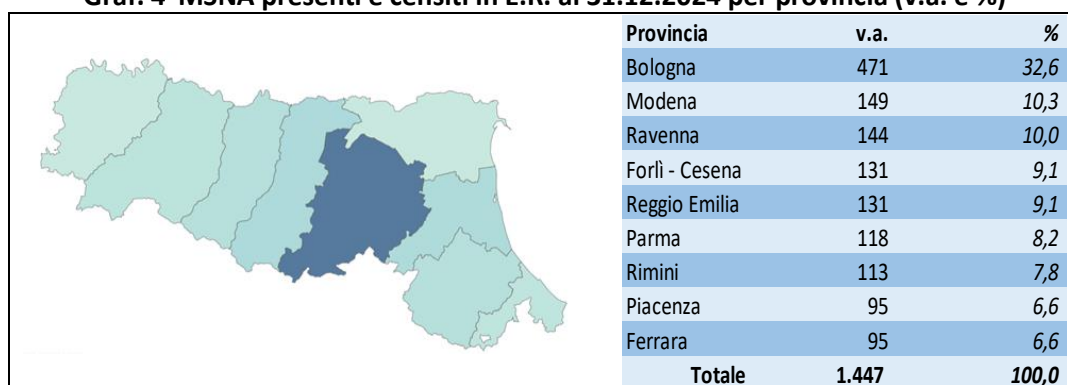 Graf. 4 MSNA presenti e censiti in E.R. al 31.12.2024 per provincia (v.a. e %)
Provincia v.a. %
Bologna 471 32,6
Modena 149 10,3
Ravenna 144 10,0
Forlì - Cesena 131 9,1
Reggio Emilia 131 9,1
Parma 118 8,2
Rimini 113 7,8
Piacenza 95 6,6
Ferrara 95 6,6
Totale 1.447 100,0